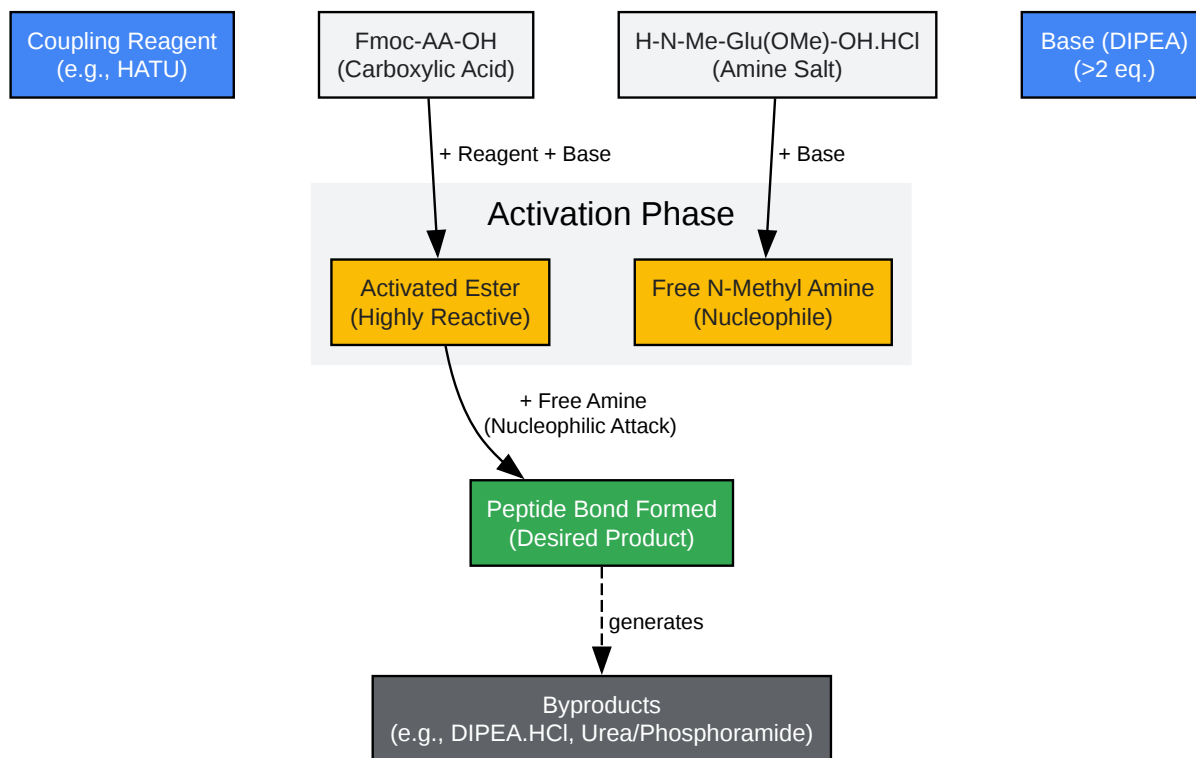 Coupling Reagent
(e.g., HATU)
Fmoc-AA-OH
(Carboxylic Acid)
H-N-Me-Glu(OMe)-OH.HCl
(Amine Salt)
Base (DIPEA)
(>2 eq.)
+ Reagent + Base
+ Base
Activation Phase
Activated Ester
(Highly Reactive)
Free N-Methyl Amine
(Nucleophile)
+ Free Amine
(Nucleophilic Attack)
Peptide Bond Formed
(Desired Product)
generates
Byproducts
(e.g., DIPEA.HCl, Urea/Phosphoramide)